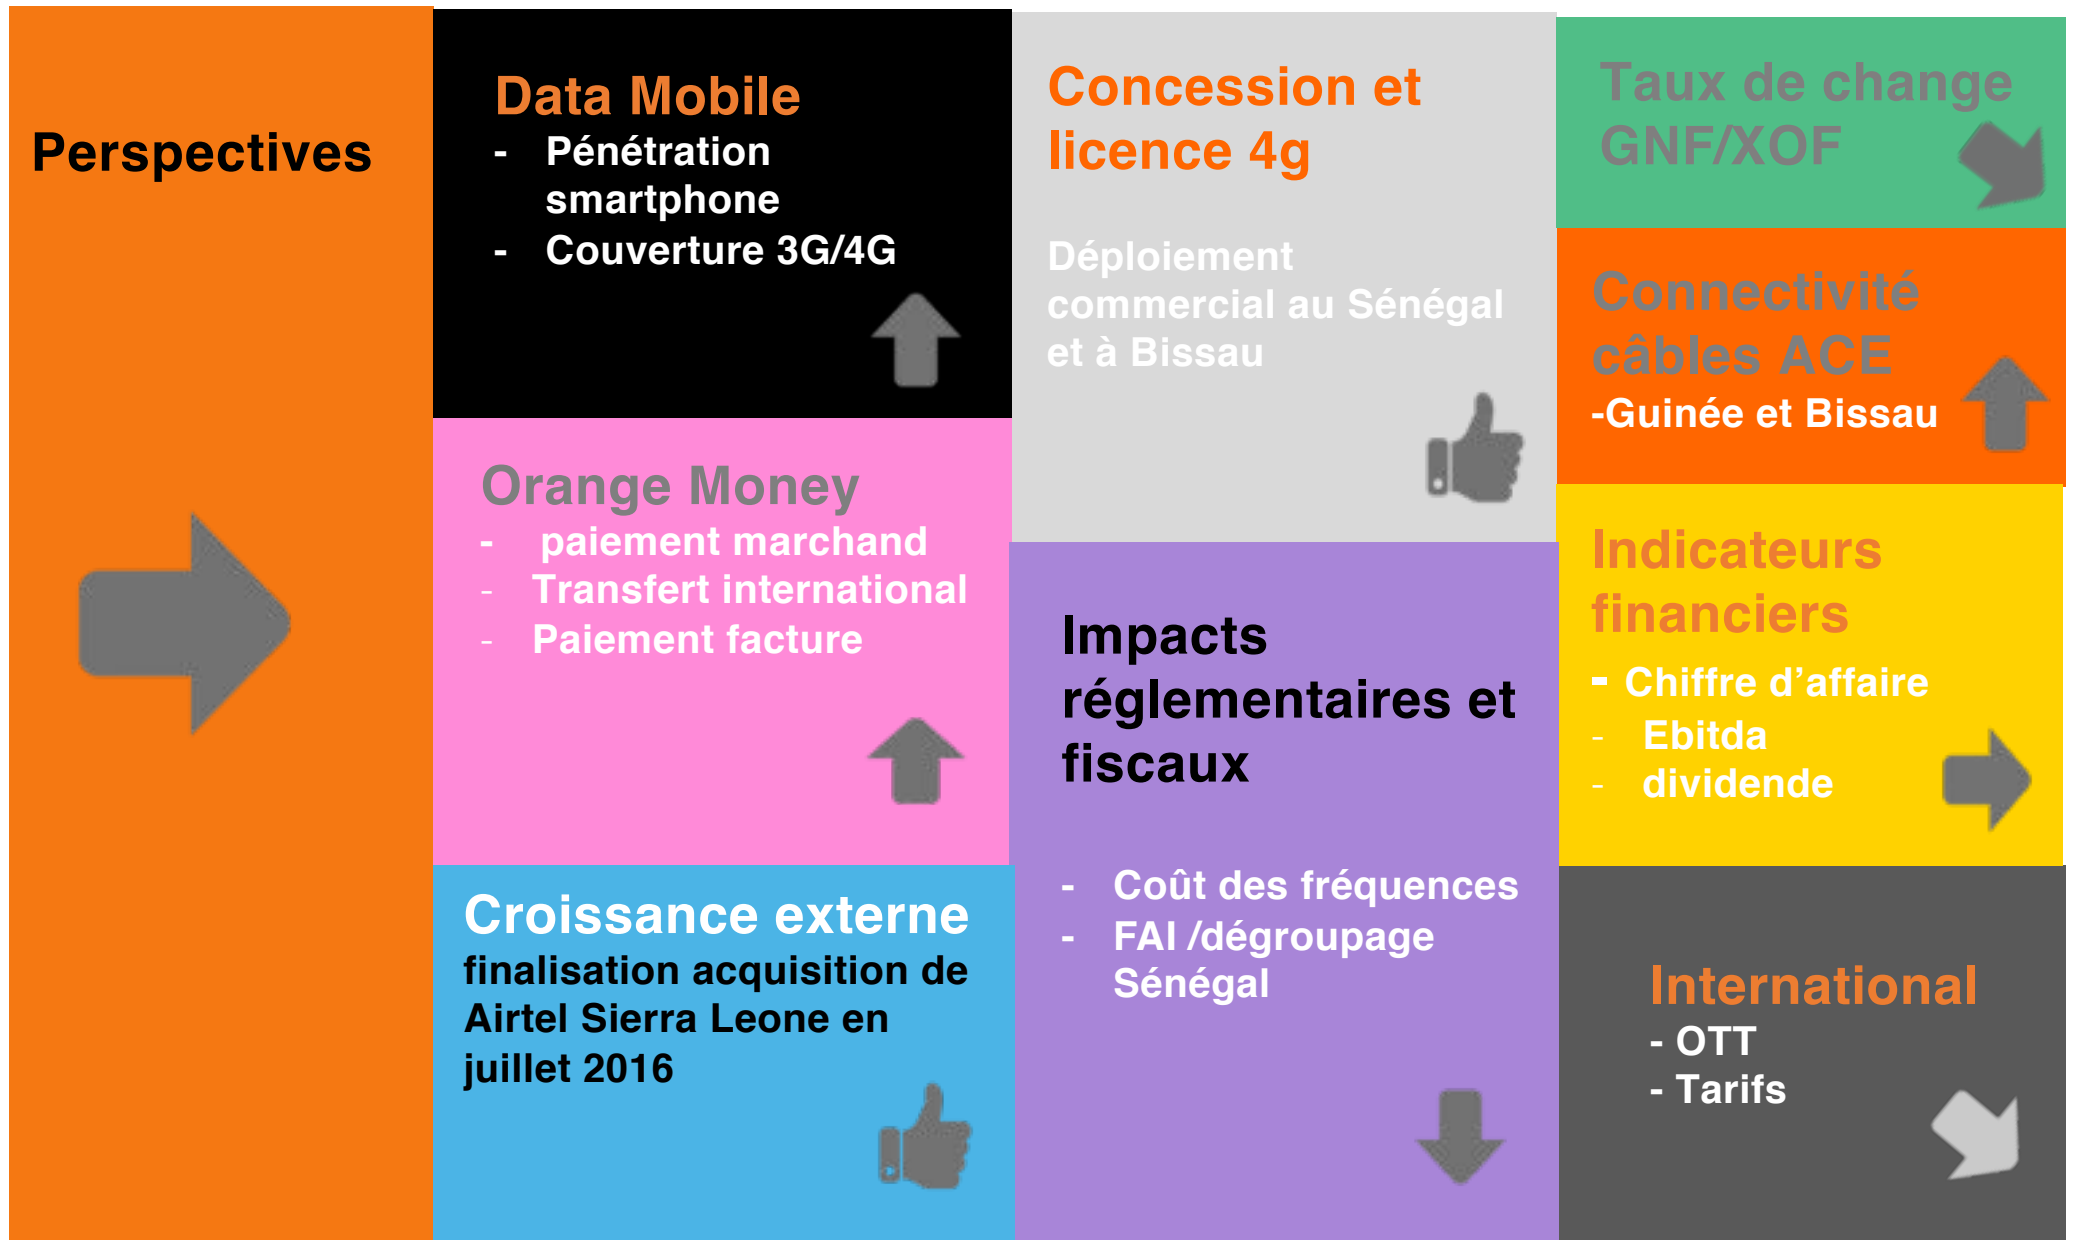 Perspectives
Data Mobile
- Pénétration
smartphone
- Couverture 3G/4G
Orange Money
- paiement marchand
- Transfert international
- Paiement facture
Croissance externe
finalisation acquisition de
Airtel Sierra Leone en
juillet 2016
Concession et
licence 4g
Déploiement
commercial au Sénégal
et à Bissau
Impacts
réglementaires et
fiscaux
- Coût des fréquences
- FAI /dégroupage
Sénégal
Taux de change
GNF/XOF
Connectivité
câbles ACE
-Guinée et Bissau
Indicateurs
financiers
- Chiffre d’affaire
- Ebitda
- dividende
International
- OTT
- Tarifs